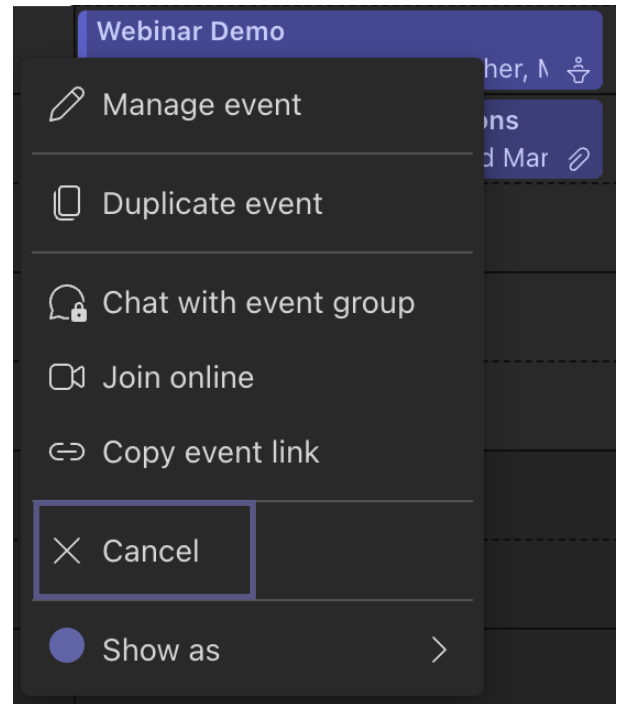 Webinar Demo
Manage event
Duplicate event
Chat with event group
Join online
Copy event link
Cancel
Show as